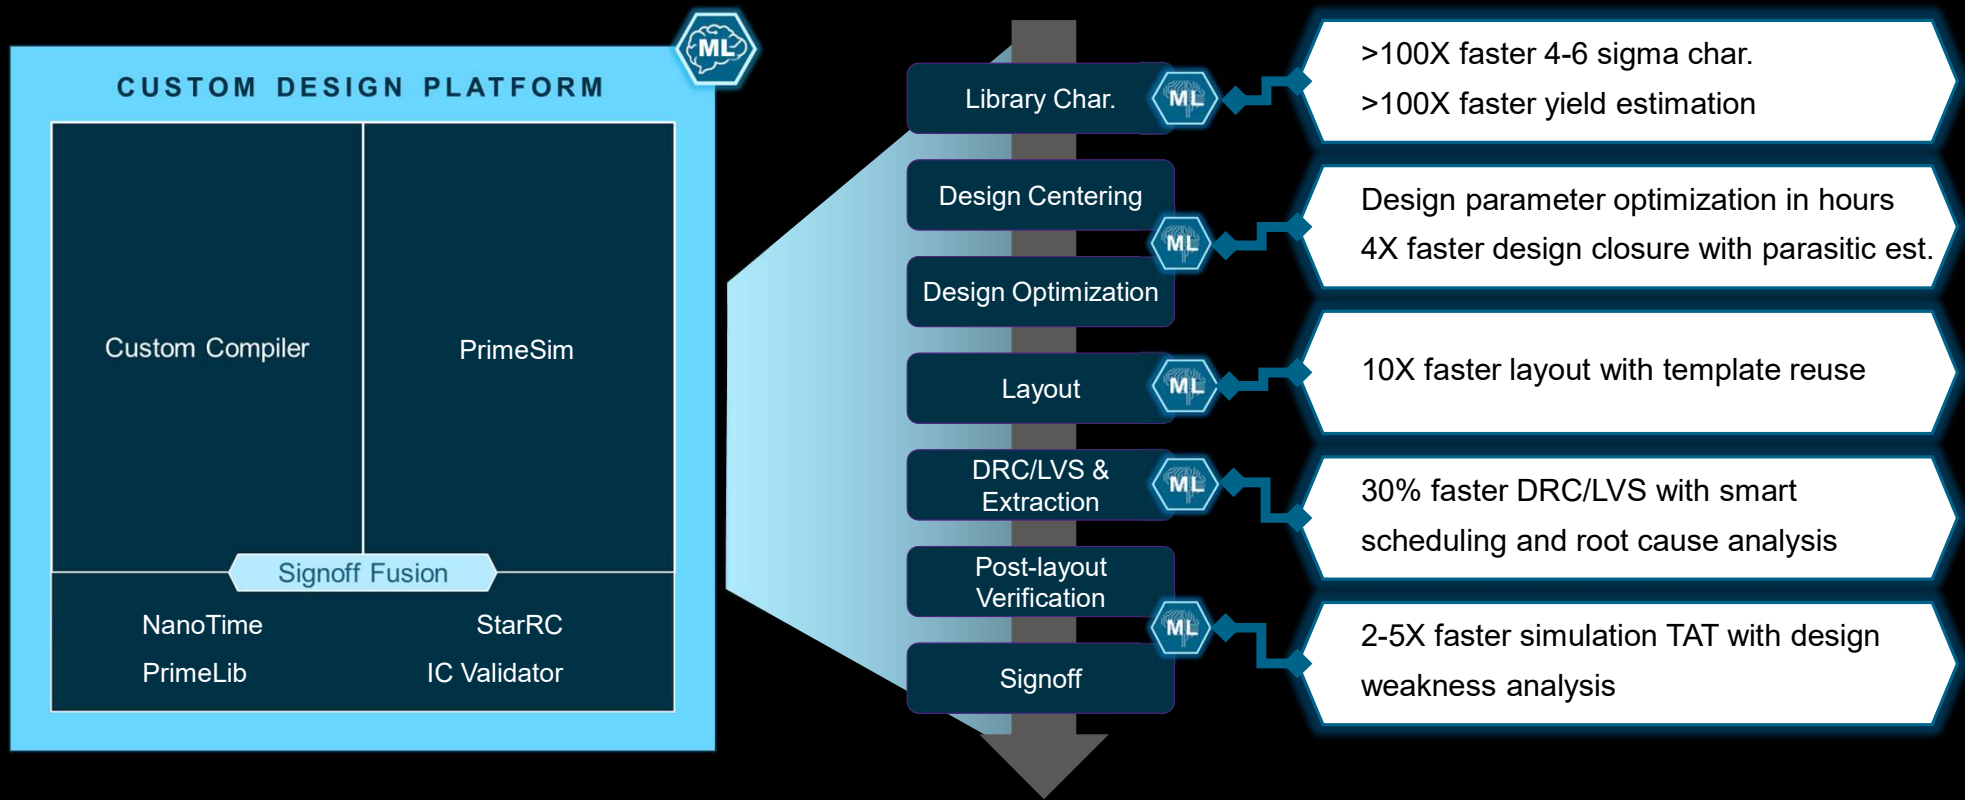 ML
CUSTOM DESIGN PLATFORM
Custom Compiler
PrimeSim
Signoff Fusion
NanoTime
StarRC
PrimeLib
IC Validator
Library Char.
ML
>100X faster 4-6 sigma char.
>100X faster yield estimation
Design Centering
ML
Design Optimization
Design parameter optimization in hours
4X faster design closure with parasitic est.
Layout
ML
10X faster layout with template reuse
DRC/LVS &
Extraction
ML
30% faster DRC/LVS with smart
scheduling and root cause analysis
Post-layout
Verification
ML
Signoff
2-5X faster simulation TAT with design
weakness analysis